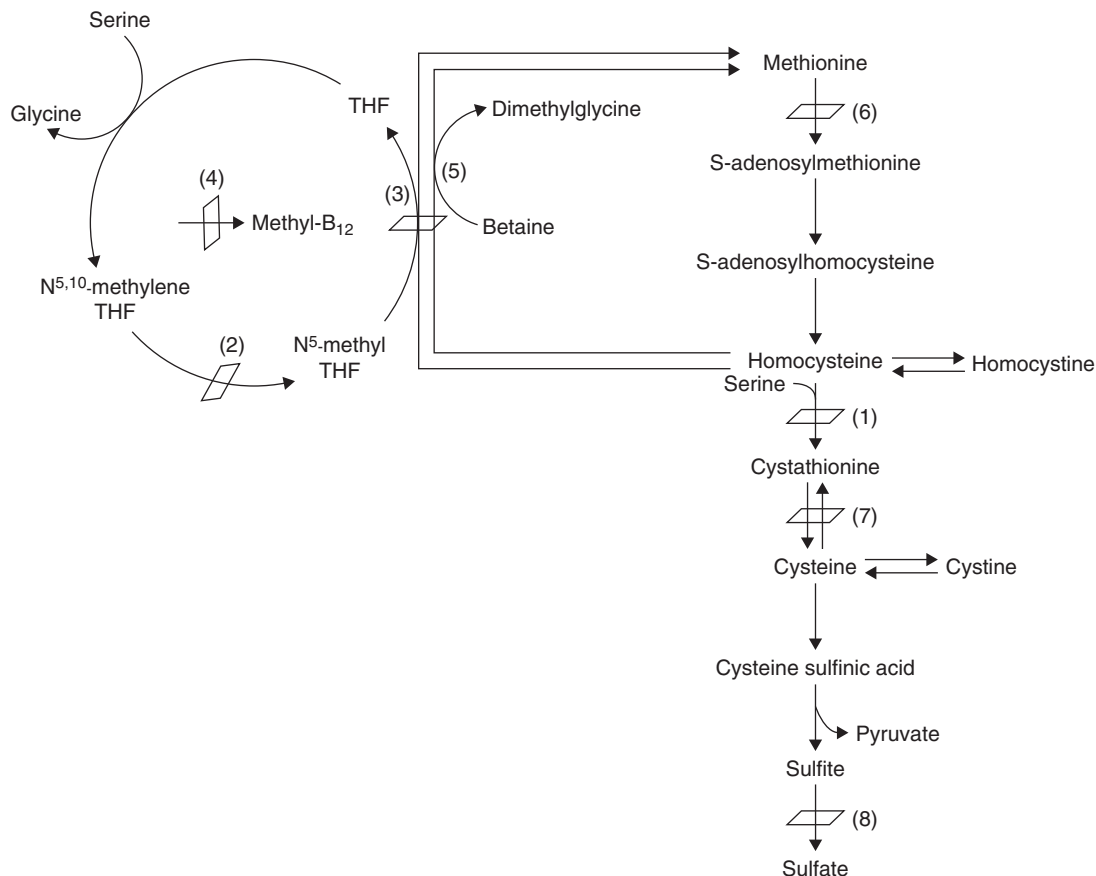 Serine
Glycine
THF
(4)
Methyl-B12
(3)
N5,10-methylene
THF
(2)
N5-methyl
THF
Dimethylglycine
(5)
Betaine
Methionine
(6)
S-adenosylmethionine
S-adenosylhomocysteine
Homocysteine
Homocystine
Serine
(1)
Cystathionine
(7)
Cysteine
Cystine
Cysteine sulfinic acid
Pyruvate
Sulfite
(8)
Sulfate